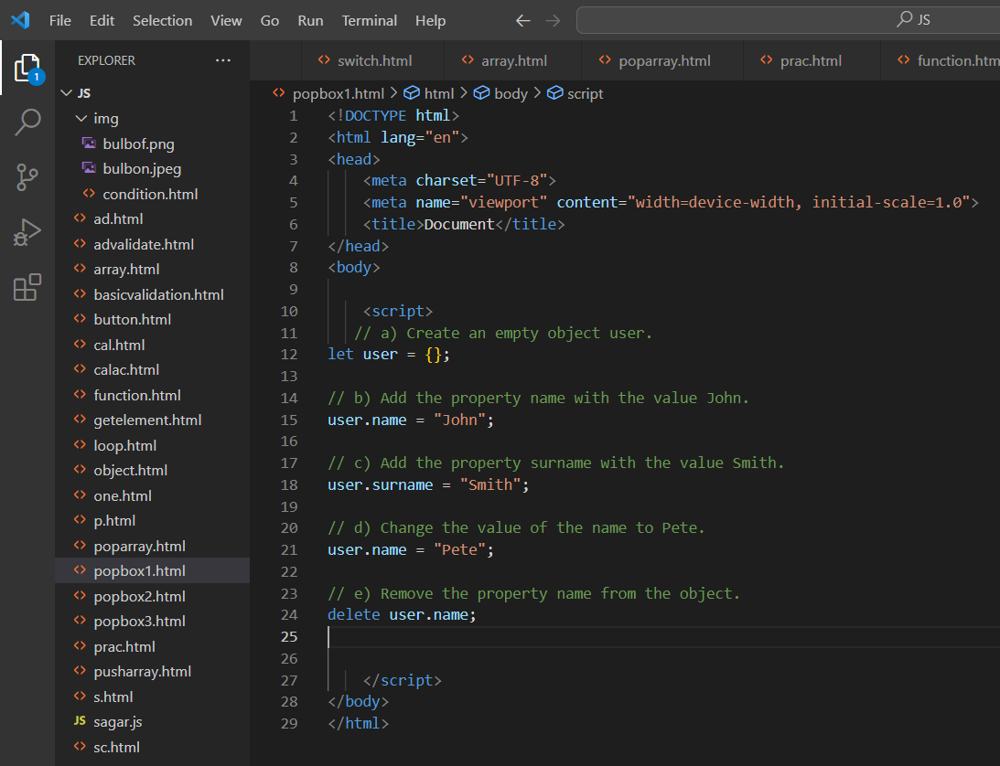 File Edit Selection View Go Run Terminal Help JS
1
EXPLORER ...
switch.html array.html poparray.html prac.html function.htm
JS
img
bulbof.png
bulbon.jpeg
condition.html
ad.html
advalidate.html
array.html
basicvalidation.html
button.html
cal.html
calac.html
function.html
getelement.html
loop.html
object.html
one.html
p.html
poparray.html
popbox1.html
popbox2.html
popbox3.html
prac.html
pusharray.html
s.html
JS sagar.js
sc.html
popbox1.html > html > body > script
1 <!DOCTYPE html>
2 <html lang="en">
3 <head>
4 <meta charset="UTF-8">
5 <meta name="viewport" content="width=device-width, initial-scale=1.0">
6 <title>Document</title>
7 </head>
8 <body>
9
10 <script>
11 // a) Create an empty object user.
12 let user = {};
13
14 // b) Add the property name with the value John.
15 user.name = "John";
16
17 // c) Add the property surname with the value Smith.
18 user.surname = "Smith";
19
20 // d) Change the value of the name to Pete.
21 user.name = "Pete";
22
23 // e) Remove the property name from the object.
24 delete user.name;
25
26
27 </script>
28 </body>
29 </html>